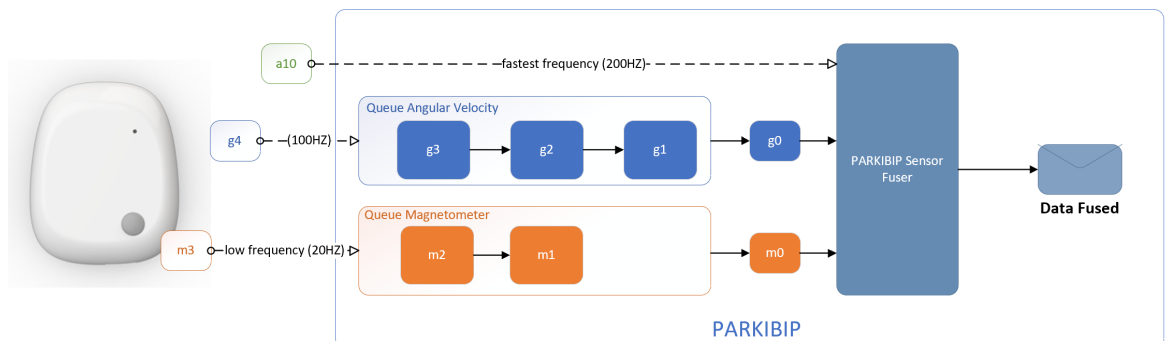 a10
fastest frequency (200HZ)
Queue Angular Velocity
g4
(100HZ)
g3
g2
g1
g0
PARKIBIP Sensor
Fuser
Data Fused
Queue Magnetometer
m3
low frequency (20HZ)
m2
m1
m0
PARKIBIP